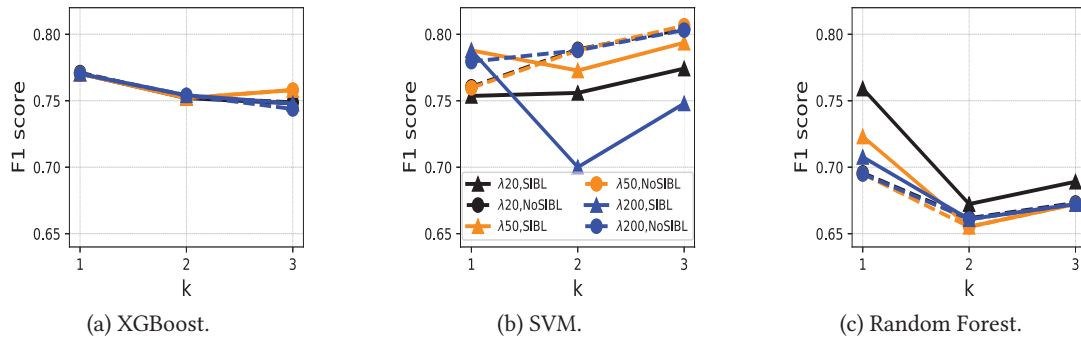 F1 score
0.80
0.75
0.70
0.65
1 2 3
k
(a) XGBoost.
F1 score
0.80
0.75
0.70
0.65
λ20,SIBL
λ20,NoSIBL
λ50,SIBL
λ50,NoSIBL
λ200,SIBL
λ200,NoSIBL
1 2 3
k
(b) SVM.
F1 score
0.80
0.75
0.70
0.65
1 2 3
k
(c) Random Forest.